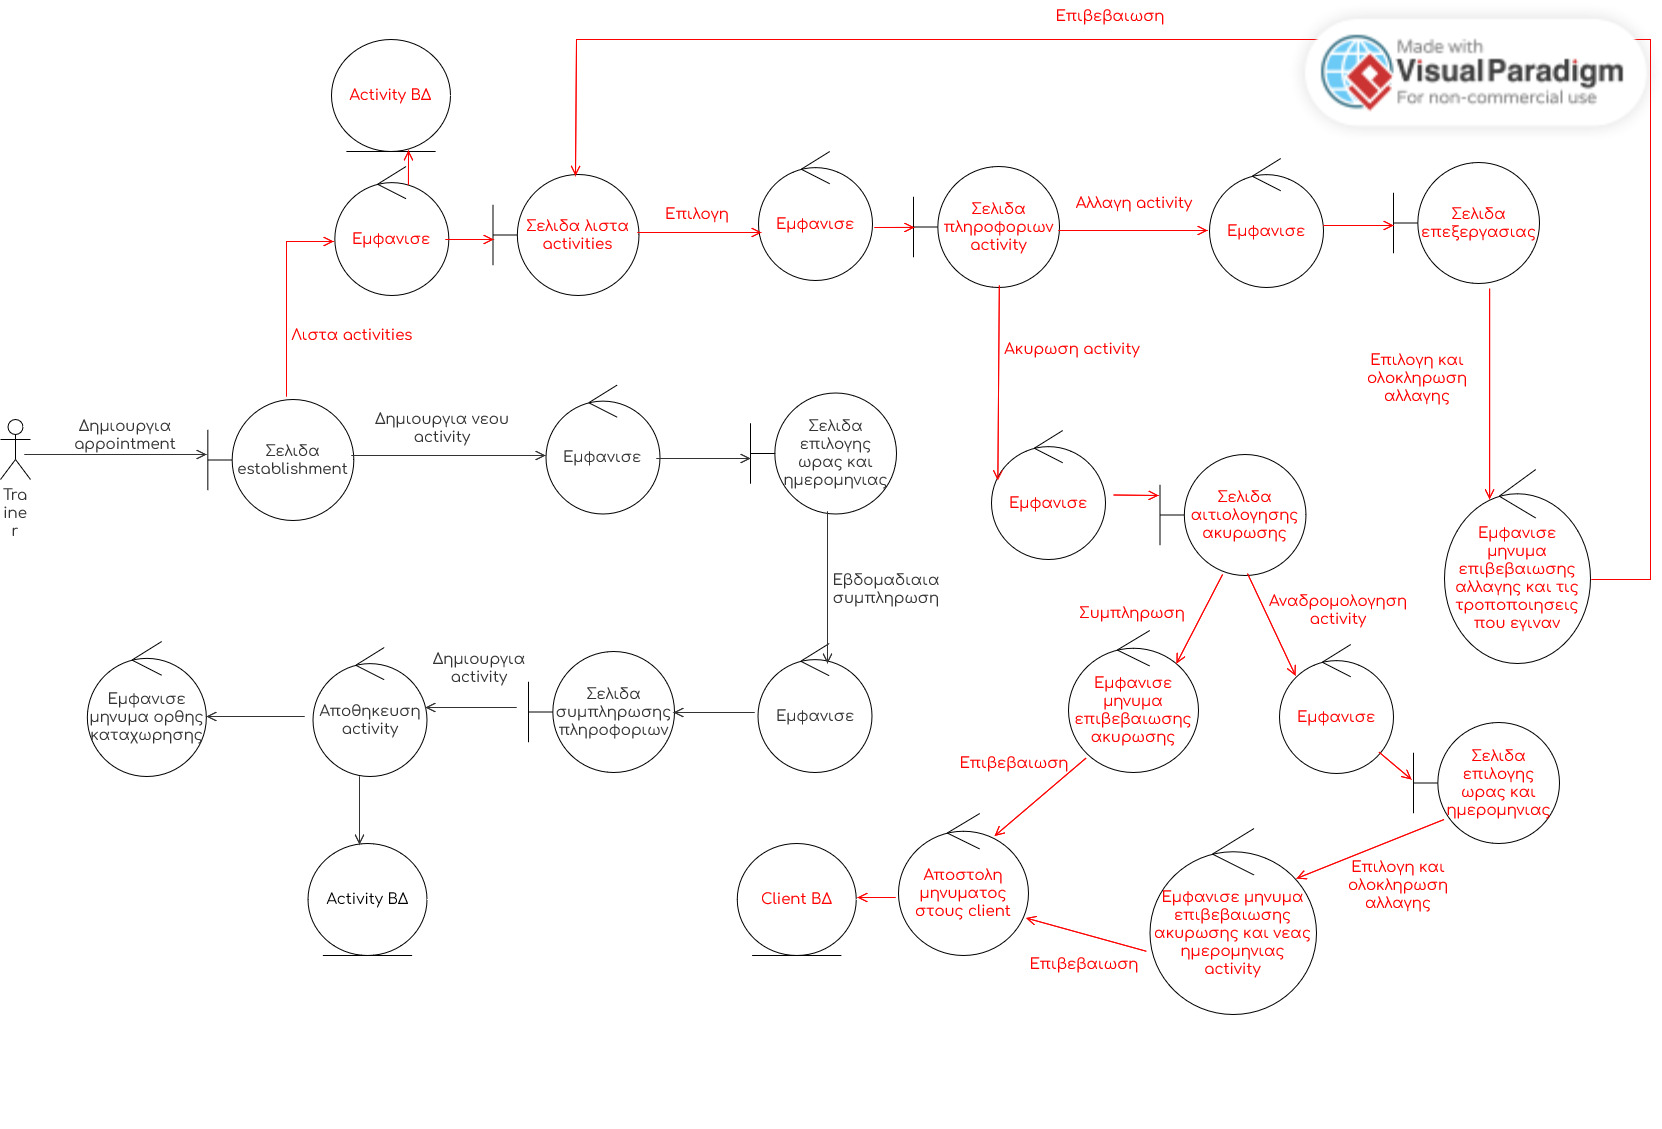 Επιβεβαιωση
Made with
Visual Paradigm
For non-commercial use
Activity ΒΔ
Εμφανισε
Σελιδα λιστα
activities
Επιλογη
Εμφανισε
Σελιδα
πληροφοριων
activity
Αλλαγη activity
Εμφανισε
Σελιδα
επεξεργασιας
Λιστα activities
Ακυρωση activity
Επιλογη και
ολοκληρωση
αλλαγης
Trainer
Δημιουργια
appointment
Σελιδα
establishment
Δημιουργια νεου
activity
Εμφανισε
Σελιδα
επιλογης
ωρας και
ημερομηνιας
Εμφανισε
Σελιδα
αιτιολογησης
ακυρωσης
Εμφανισε
μηνυμα
επιβεβαιωσης
αλλαγης και τις
τροποποιησεις
που εγιναν
Εβδομαδιαια
συμπληρωση
Συμπληρωση
Αναδρομολογηση
activity
Εμφανισε
μηνυμα ορθης
καταχωρησης
Αποθηκευση
activity
Δημιουργια
activity
Σελιδα
συμπληρωσης
πληροφοριων
Εμφανισε
Εμφανισε
μηνυμα
επιβεβαιωσης
ακυρωσης
Εμφανισε
Σελιδα
επιλογης
ωρας και
ημερομηνιας
Επιβεβαιωση
Activity ΒΔ
Client ΒΔ
Αποστολη
μηνυματος
στους client
Επιβεβαιωση
Εμφανισε μηνυμα
επιβεβαιωσης
ακυρωσης και νεας
ημερομηνιας
activity
Επιλογη και
ολοκληρωση
αλλαγης